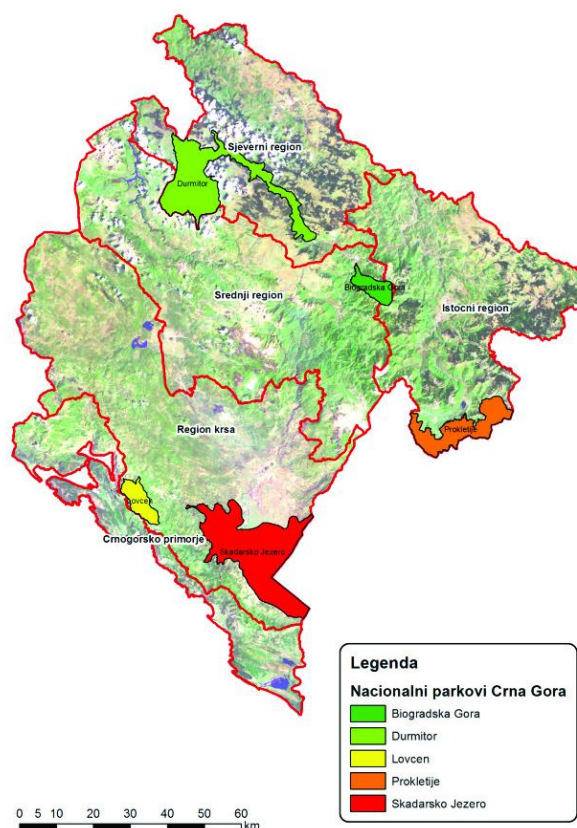 Sjeverni region
Durmitor
Biogradska Gora
Srednji region
Istocni region
Prokletije
Region krsa
Lovcen
Crnogorsko primorje
Skadarsko Jezero
Legenda
Nacionalni parkovi Crna Gora
Biogradska Gora
Durmitor
Lovcen
Prokletije
Skadarsko Jezero
0 5 10 20 30 40 50 60
km